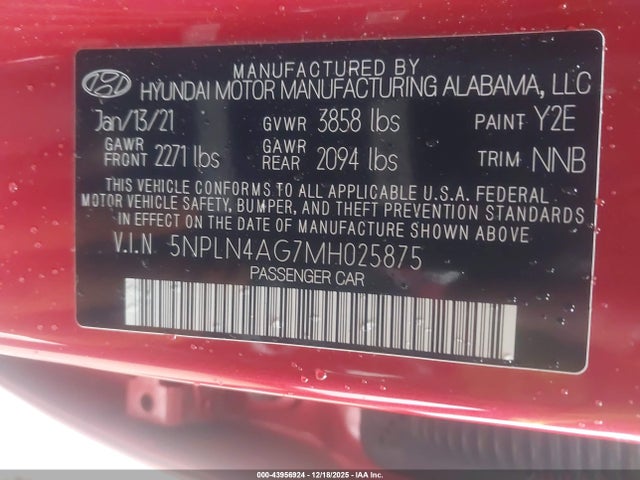 MANUFACTURED BY
HYUNDAI MOTOR MANUFACTURING ALABAMA, LLC
Jan/13/21 GVWR 3858 lbs PAINT Y2E
GAWR FRONT 2271 lbs GAWR REAR 2094 lbs TRIM NNB
THIS VEHICLE CONFORMS TO ALL APPLICABLE U.S.A. FEDERAL
MOTOR VEHICLE SAFETY, BUMPER, AND THEFT PREVENTION STANDARDS
IN EFFECT ON THE DATE OF MANUFACTURE SHOWN ABOVE.
V.I.N 5NPLN4AG7MH025875
PASSENGER CAR
000-43956924 - 12/18/2025 - IAA Inc.